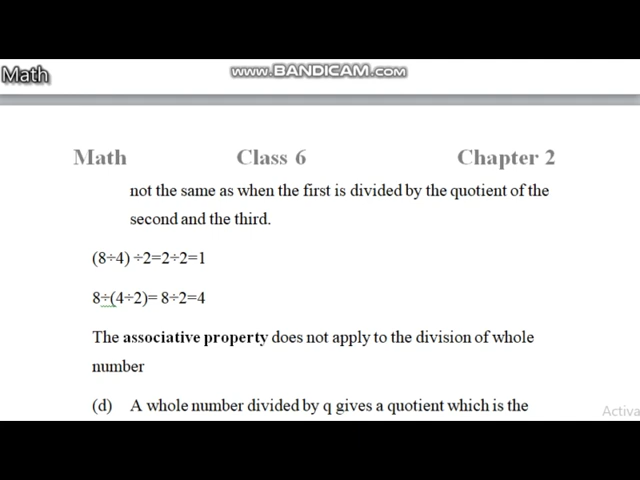 www.BANDICAM.com
Math
Math Class 6 Chapter 2
not the same as when the first is divided by the quotient of the
second and the third.
(8÷4) ÷2=2÷2=1
8÷(4÷2)= 8÷2=4
The associative property does not apply to the division of whole
number
(d) A whole number divided by q gives a quotient which is the
Activa